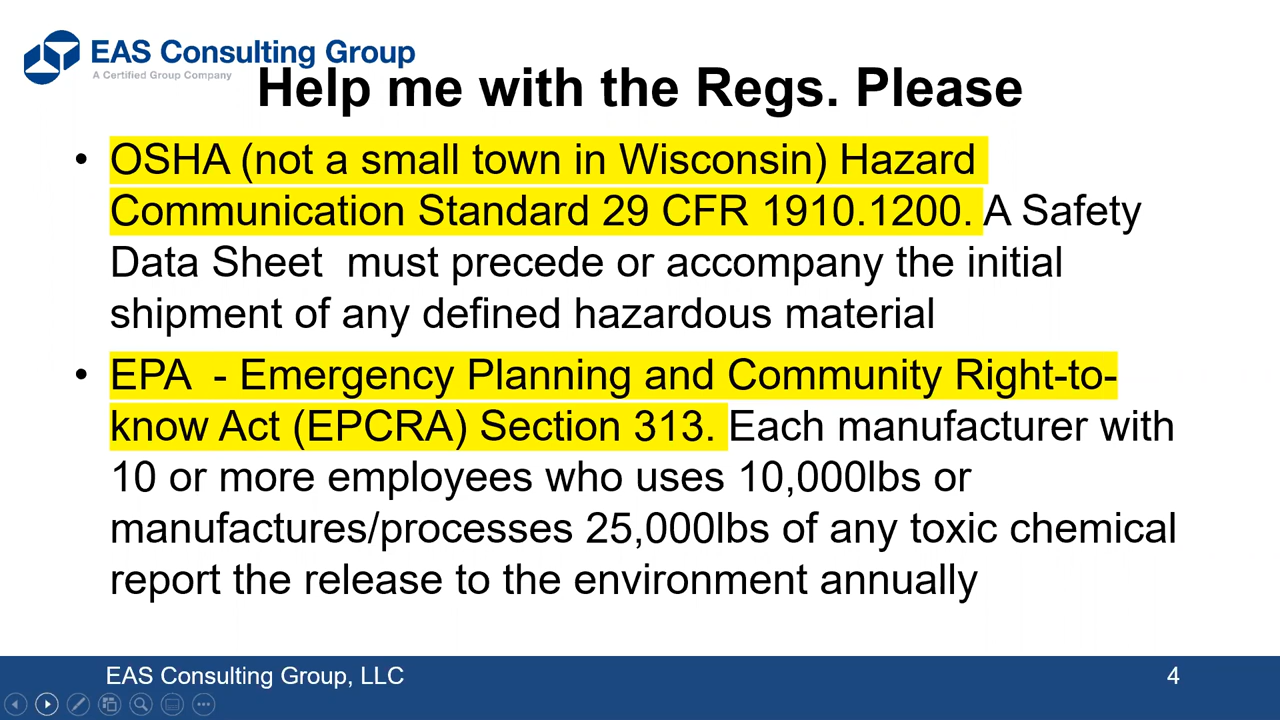 EAS Consulting Group
A Certified Group Company
Help me with the Regs. Please
• OSHA (not a small town in Wisconsin) Hazard
Communication Standard 29 CFR 1910.1200. A Safety
Data Sheet  must precede or accompany the initial
shipment of any defined hazardous material
• EPA  - Emergency Planning and Community Right-to-
know Act (EPCRA) Section 313. Each manufacturer with
10 or more employees who uses 10,000lbs or
manufactures/processes 25,000lbs of any toxic chemical
report the release to the environment annually
EAS Consulting Group, LLC
4